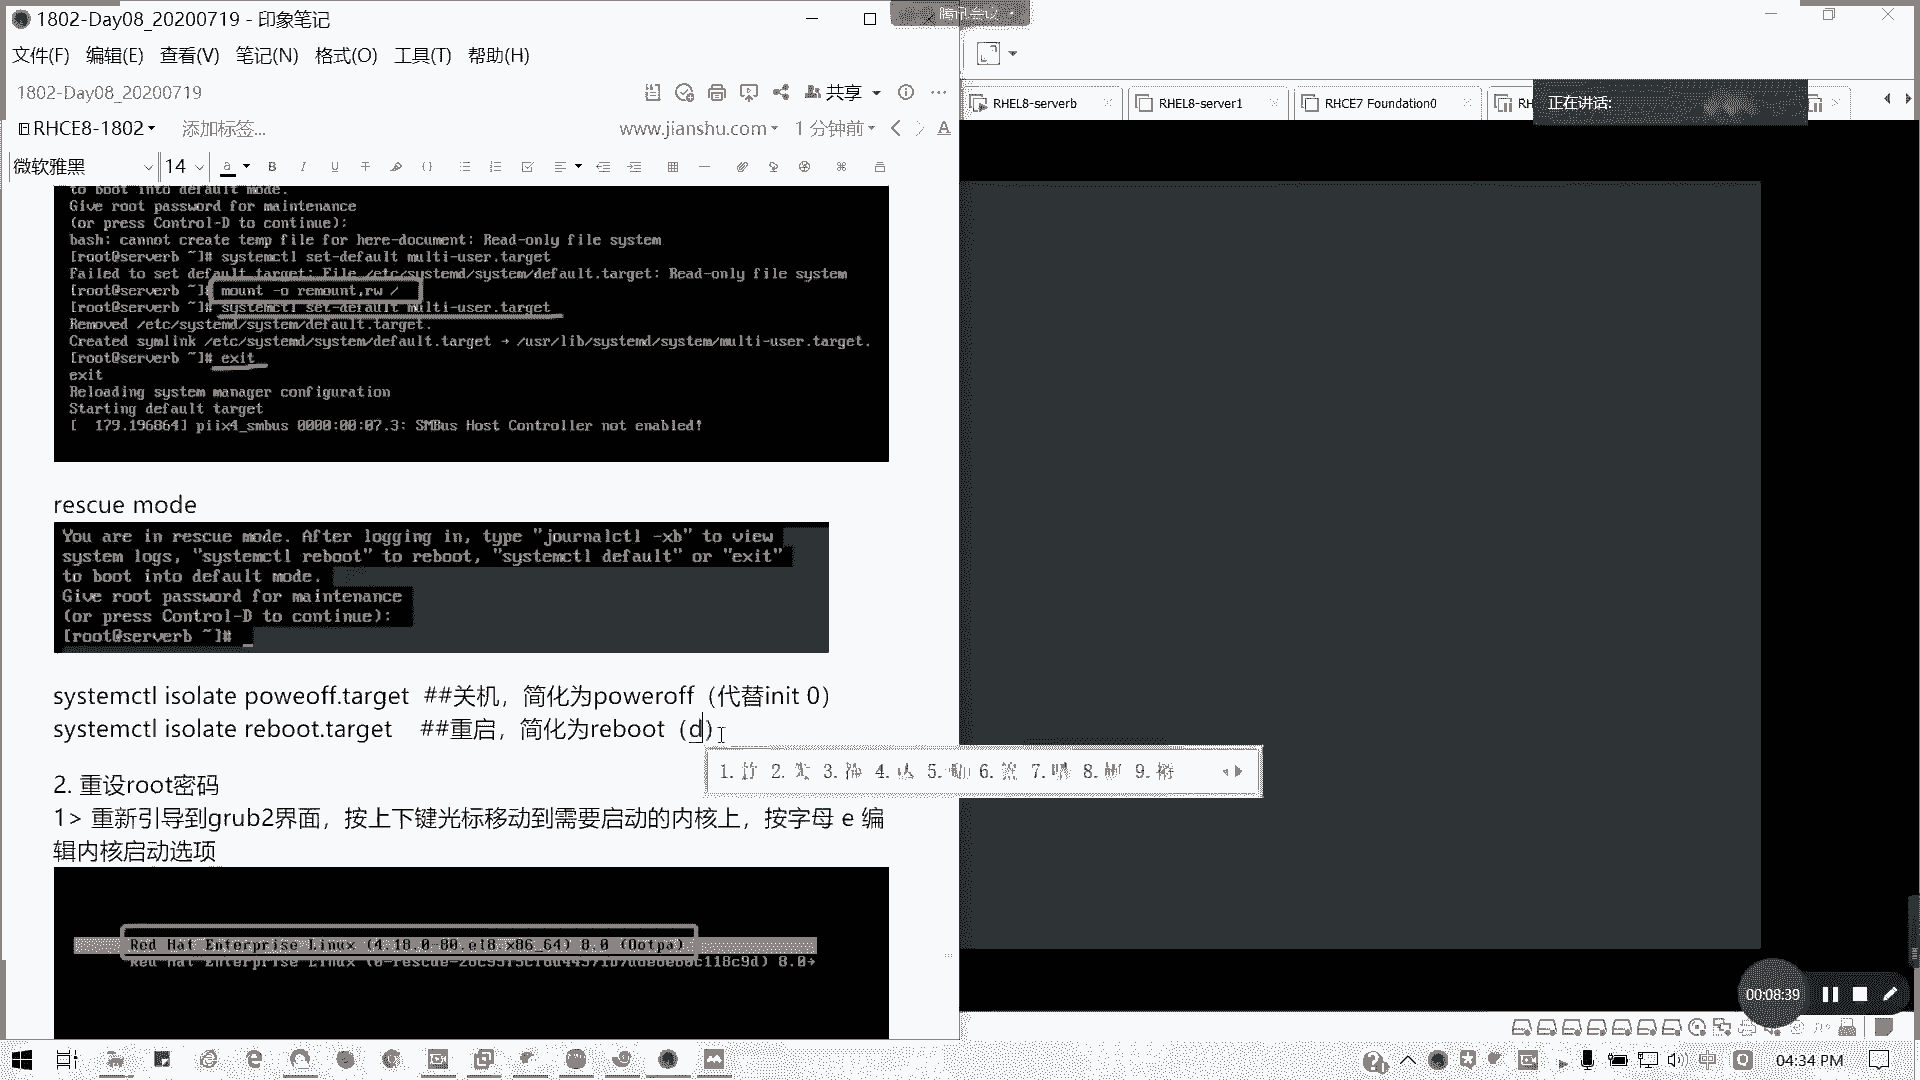 1802-Day08_20200719 - 印象笔记
腾讯会议
文件(F) 编辑(E) 查看(V) 笔记(N) 格式(O) 工具(T) 帮助(H)
1802-Day08_20200719
共享
RHEL8-serverb
RHEL8-server1
RHCE7 Foundation0
RH
正在讲话:
RHCE8-1802
添加标签...
www.jianshu.com
1 分钟前
微软雅黑
14
to boot into default mode.
Give root password for maintenance
(or press Control-D to continue):
bash: cannot create temp file for here-document: Read-only file system
[root@serverb ~]# systemctl set-default multi-user.target
Failed to set default target: File /etc/systemd/system/default.target: Read-only file system
[root@serverb ~]# mount -o remount,rw /
[root@serverb ~]# systemctl set-default multi-user.target
Removed /etc/systemd/system/default.target.
Created symlink /etc/systemd/system/default.target → /usr/lib/systemd/system/multi-user.target.
[root@serverb ~]# exit
exit
Reloading system manager configuration
Starting default target
[  179.196864] piix4_smbus 0000:00:07.3: SMBus Host Controller not enabled!
rescue mode
You are in rescue mode. After logging in, type "journalctl -xb" to view
system logs, "systemctl reboot" to reboot, "systemctl default" or "exit"
to boot into default mode.
Give root password for maintenance
(or press Control-D to continue):
[root@serverb ~]# _
systemctl isolate poweoff.target  ##关机，简化为poweroff（代替init 0）
systemctl isolate reboot.target    ##重启，简化为reboot（d）
1. 2. 3. 4. 5. 6. 7. 8. 9.
2. 重设root密码
1> 重新引导到grub2界面，按上下键光标移动到需要启动的内核上，按字母 e 编
辑内核启动选项
Red Hat Enterprise Linux (4.18.0-80.el8.x86_64) 8.0 (Ootpa)
Red Hat Enterprise Linux 8.0→
00:08:39
04:34 PM